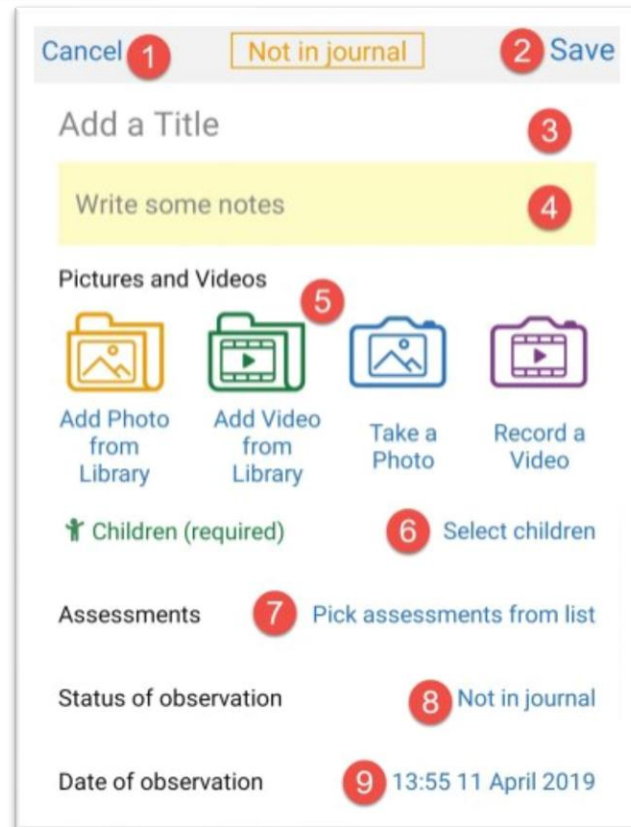 Cancel 1 Not in journal 2 Save
Add a Title 3
Write some notes 4
Pictures and Videos 5
Add Photo from Library
Add Video from Library
Take a Photo
Record a Video
Children (required) 6 Select children
Assessments 7 Pick assessments from list
Status of observation 8 Not in journal
Date of observation 9 13:55 11 April 2019